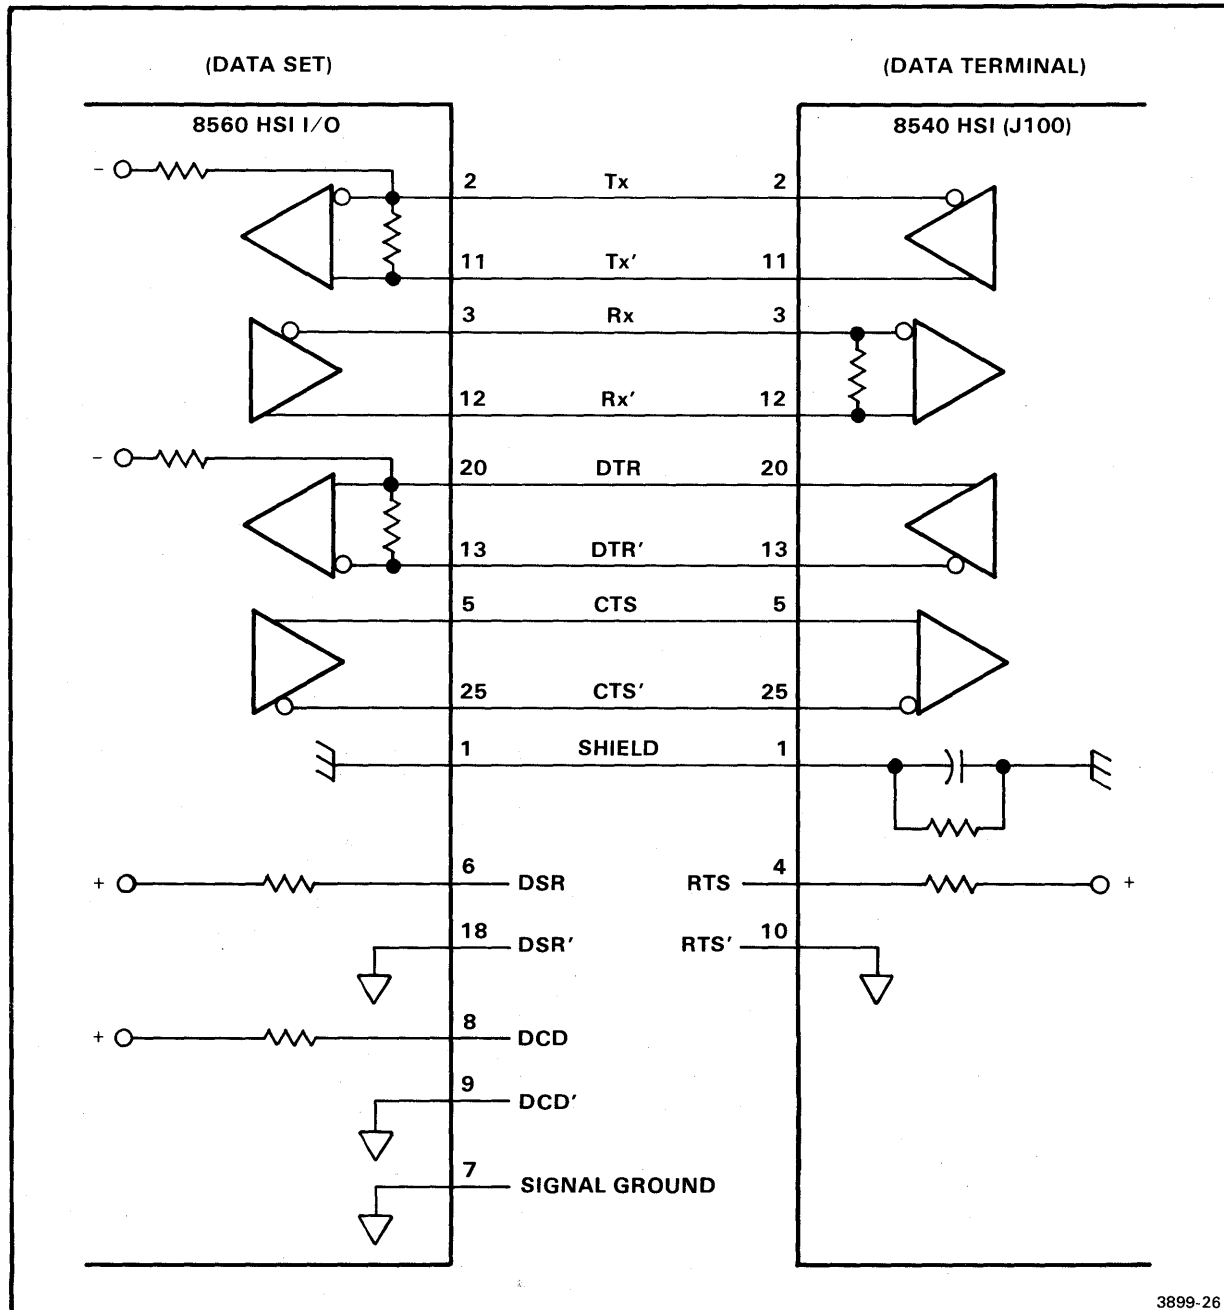 (DATA SET) (DATA TERMINAL)
8560 HSI I/O 8540 HSI (J100)
−
2 Tx 2
11 Tx' 11
3 Rx 3
12 Rx' 12
−
20 DTR 20
13 DTR' 13
5 CTS 5
25 CTS' 25
1 SHIELD 1
+ 6 DSR RTS 4 +
18 DSR' RTS' 10
+ 8 DCD
9 DCD'
7 SIGNAL GROUND
3899-26